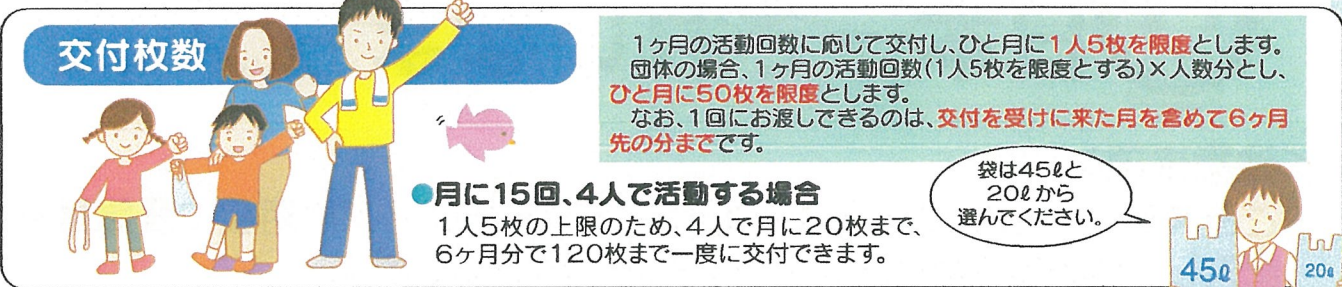 交付枚数
1ヶ月の活動回数に応じて交付し、ひと月に1人5枚を限度とします。
団体の場合、1ヶ月の活動回数(1人5枚を限度とする)×人数分とし、
ひと月に50枚を限度とします。
なお、1回にお渡しできるのは、交付を受けに来た月を含めて6ヶ月
先の分までです。
●月に15回、4人で活動する場合
1人5枚の上限のため、4人で月に20枚まで、
6ヶ月分で120枚まで一度に交付できます。
袋は45ℓと
20ℓから
選んでください。
45ℓ
20ℓ